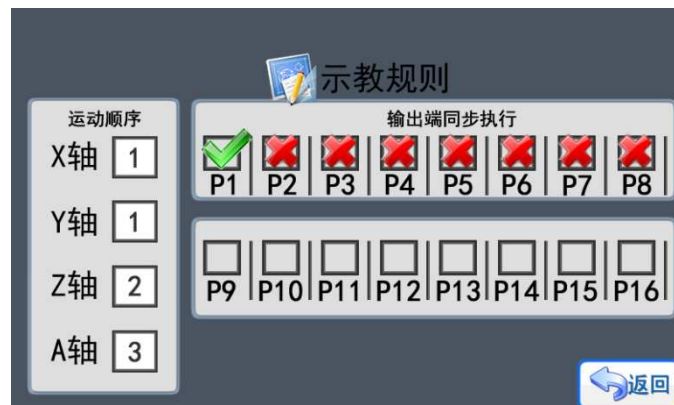 示教规则
运动顺序
X轴 1
Y轴 1
Z轴 2
A轴 3
输出端同步执行
P1 P2 P3 P4 P5 P6 P7 P8
P9 P10 P11 P12 P13 P14 P15 P16
返回